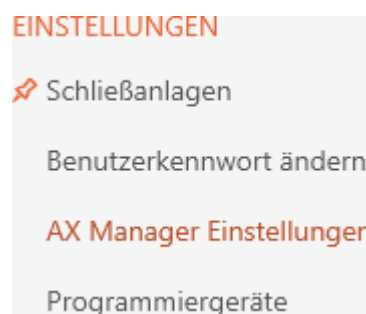 EINSTELLUNGEN
Schließanlagen
Benutzerkennwort ändern
AX Manager Einstellungen
Programmiergeräte